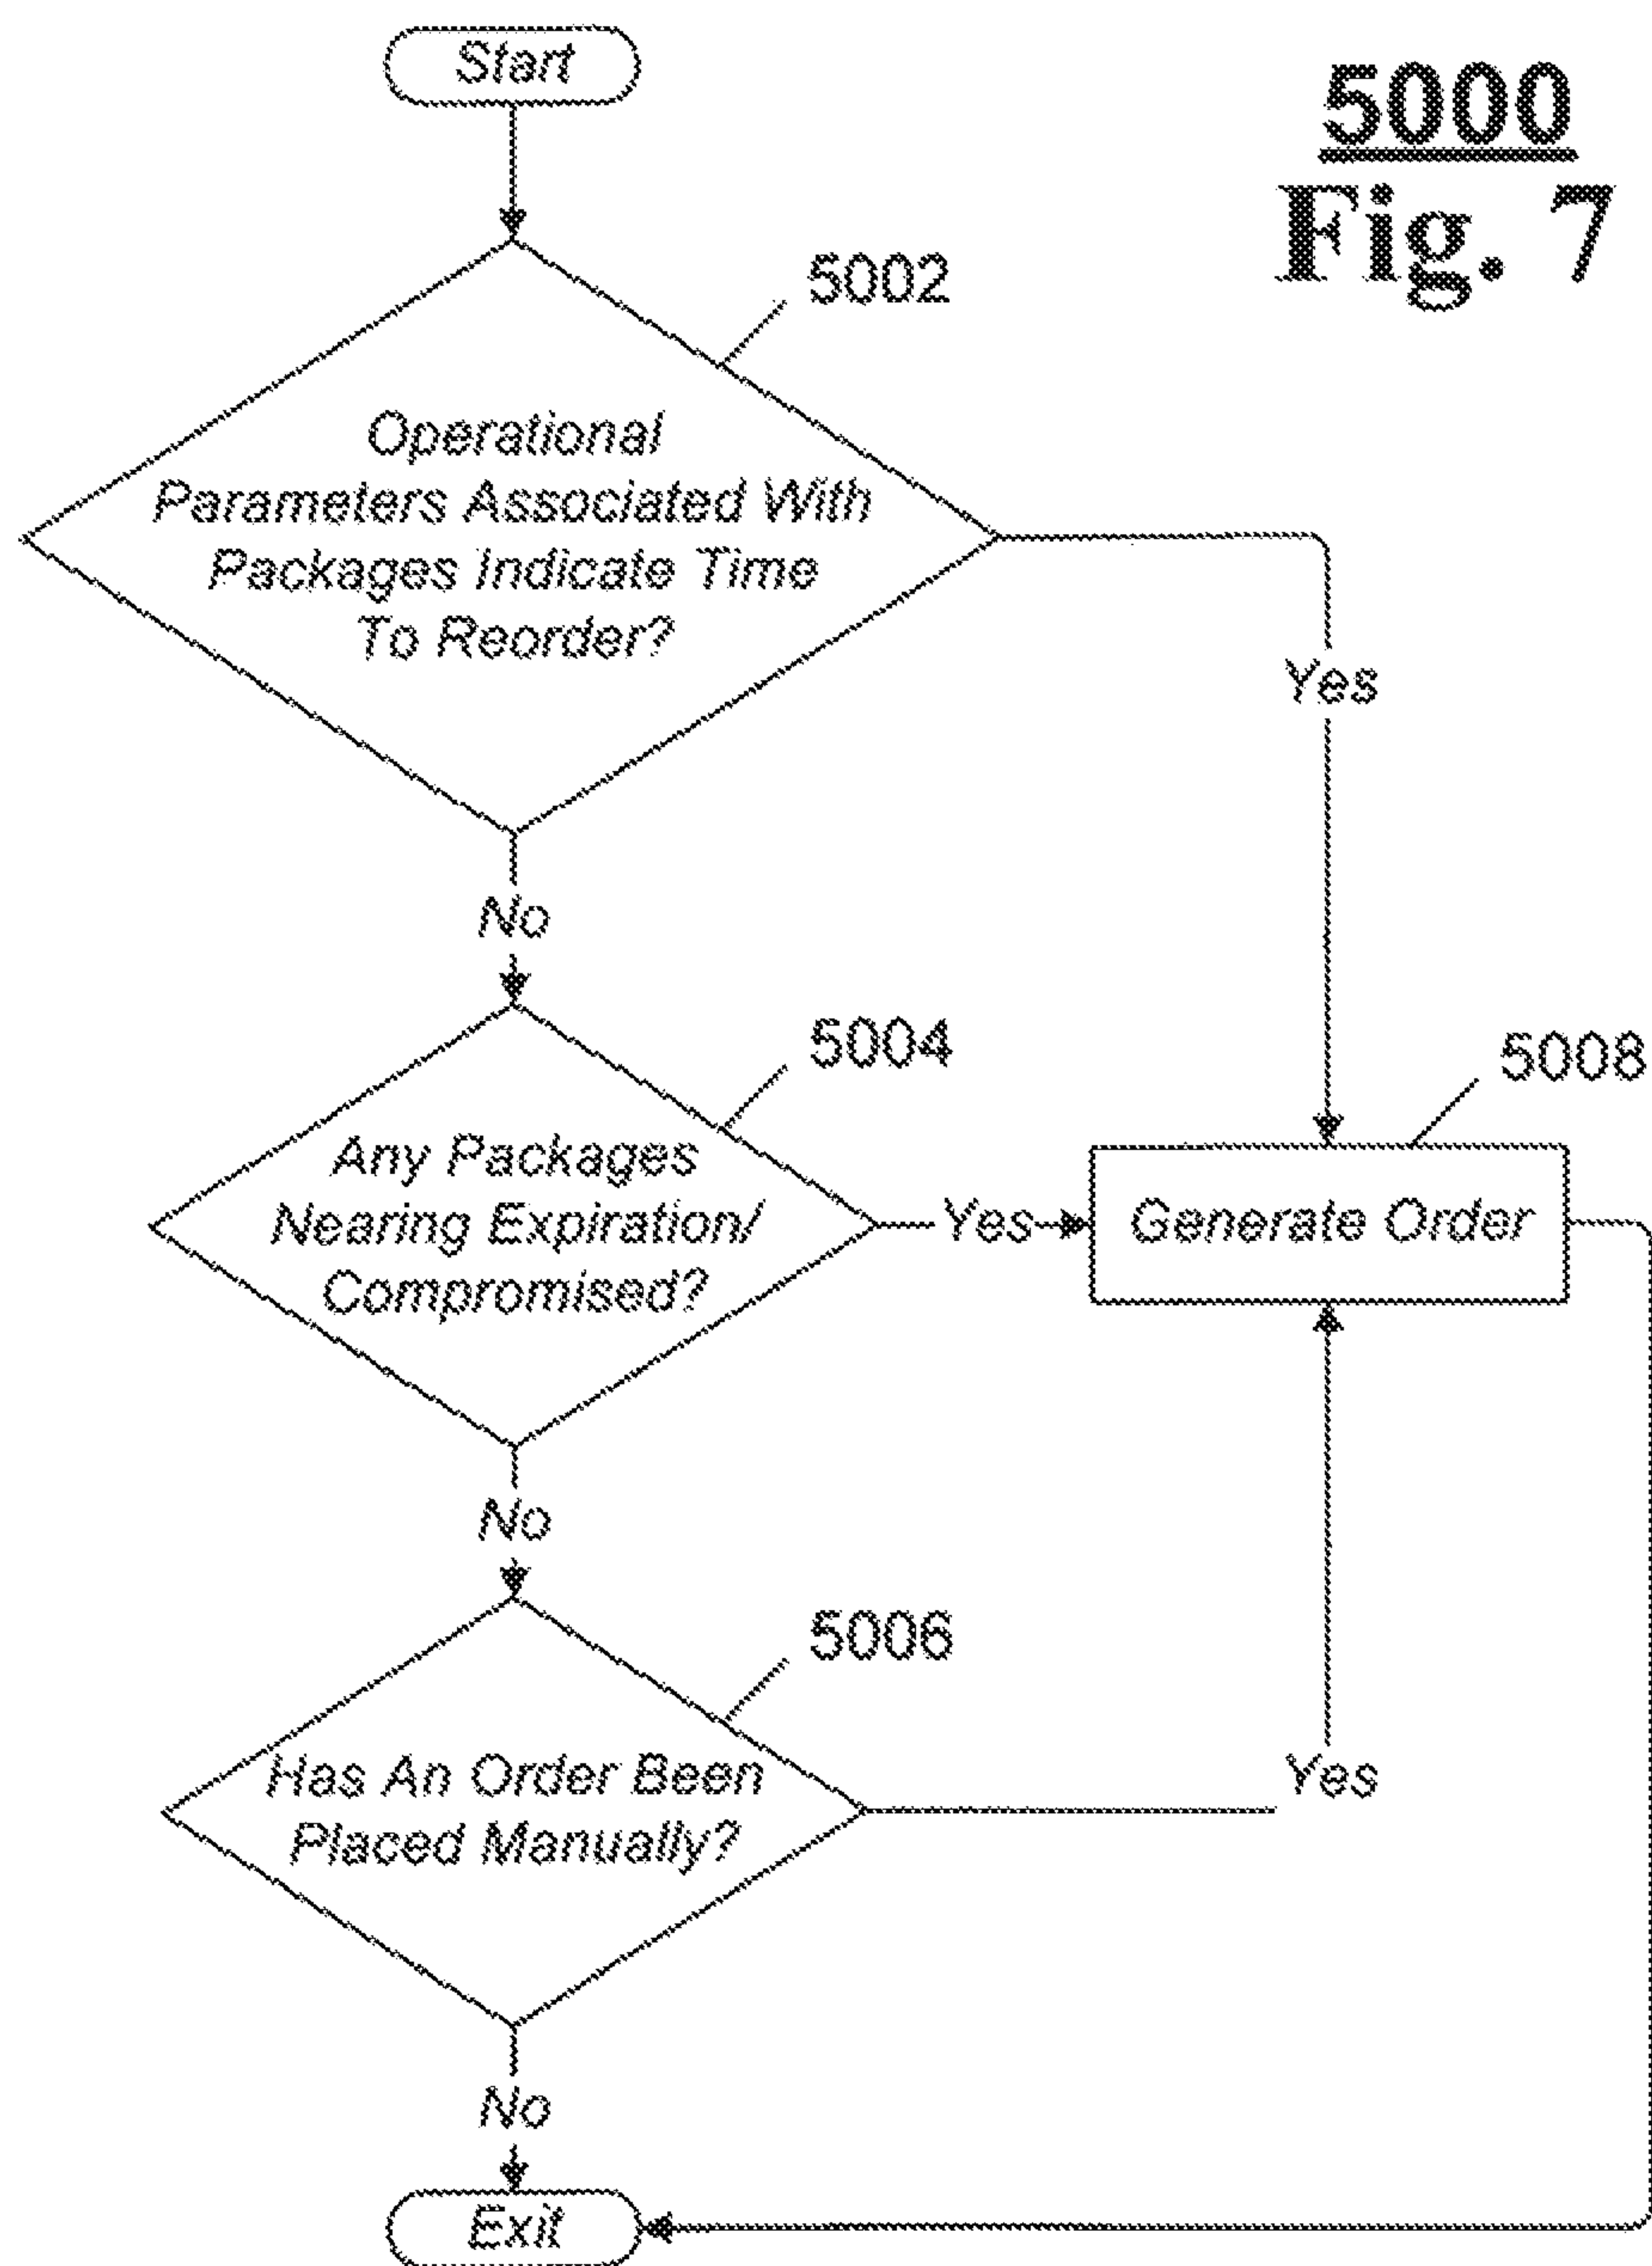 Start
5000
Fig. 7
5002
Operational
Parameters Associated With
Packages Indicate Time
To Reorder?
Yes
No
5004
5008
Any Packages
Nearing Expiration/
Compromised?
Yes
Generate Order
No
5006
Has An Order Been
Placed Manually?
Yes
No
Exit